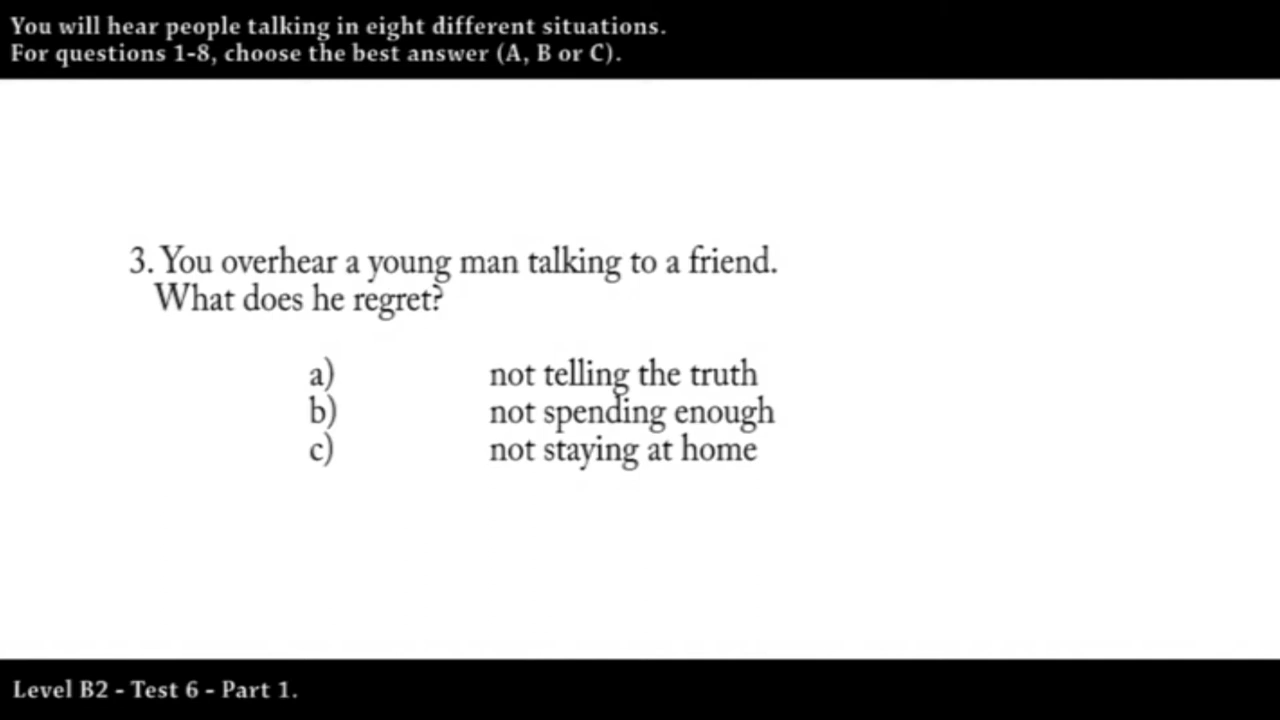 You will hear people talking in eight different situations.
For questions 1-8, choose the best answer (A, B or C).
3. You overhear a young man talking to a friend.
What does he regret?
a) not telling the truth
b) not spending enough
c) not staying at home
Level B2 - Test 6 - Part 1.